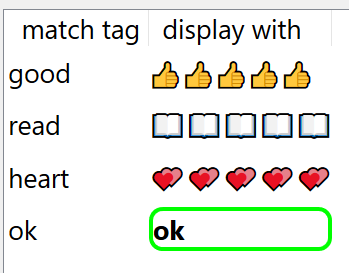 match tag display with
good 👍👍👍👍👍
read 📖📖📖📖📖
heart 💕💕💕💕💕
ok ok